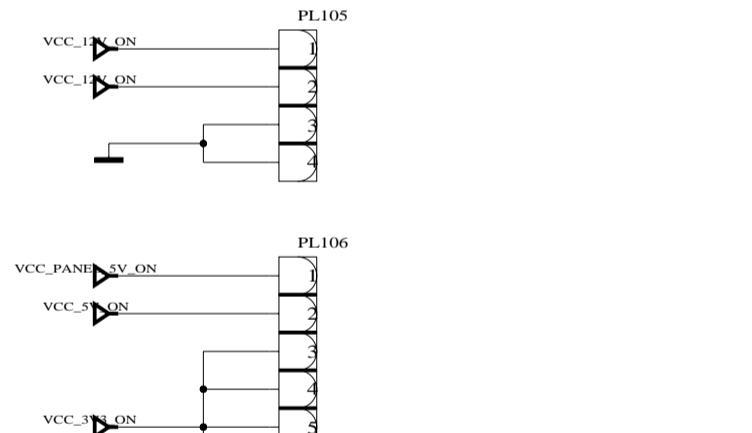 PL105
VCC_12V_ON
1
VCC_12V_ON
2
3
4
PL106
VCC_PANEL_5V_ON
1
VCC_5V_ON
2
3
4
VCC_3V3_ON
5